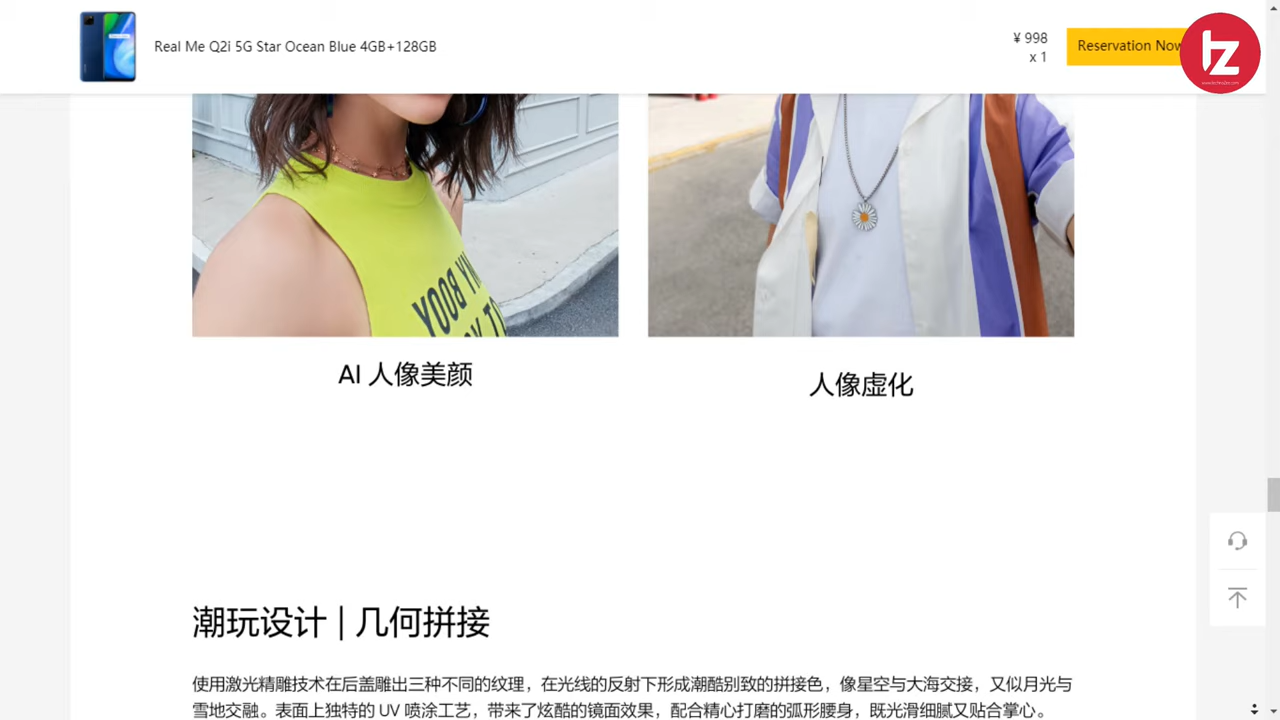 Real Me Q2i 5G Star Ocean Blue 4GB+128GB
¥ 998
x 1
Reservation Now
tz
MY BODY
AI 人像美颜
人像虚化
潮玩设计 | 几何拼接
使用激光精雕技术在后盖雕出三种不同的纹理，在光线的反射下形成潮酷别致的拼接色，像星空与大海交接，又似月光与
雪地交融。表面上独特的 UV 喷涂工艺，带来了炫酷的镜面效果，配合精心打磨的弧形腰身，既光滑细腻又贴合掌心。